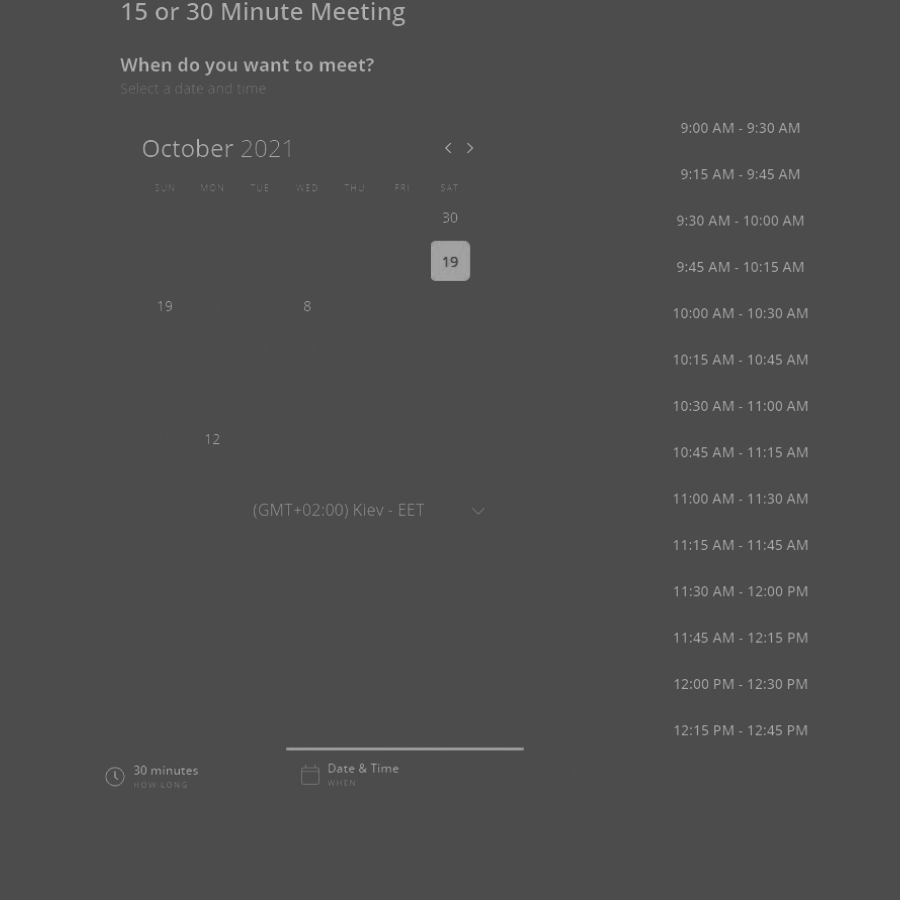 15 or 30 Minute Meeting
When do you want to meet?
Select a date and time
October 2021
SUN MON TUE WED THU FRI SAT
30
19
19 8
12
(GMT+02:00) Kiev - EET
9:00 AM - 9:30 AM
9:15 AM - 9:45 AM
9:30 AM - 10:00 AM
9:45 AM - 10:15 AM
10:00 AM - 10:30 AM
10:15 AM - 10:45 AM
10:30 AM - 11:00 AM
10:45 AM - 11:15 AM
11:00 AM - 11:30 AM
11:15 AM - 11:45 AM
11:30 AM - 12:00 PM
11:45 AM - 12:15 PM
12:00 PM - 12:30 PM
12:15 PM - 12:45 PM
30 minutes
HOW LONG
Date & Time
WHEN